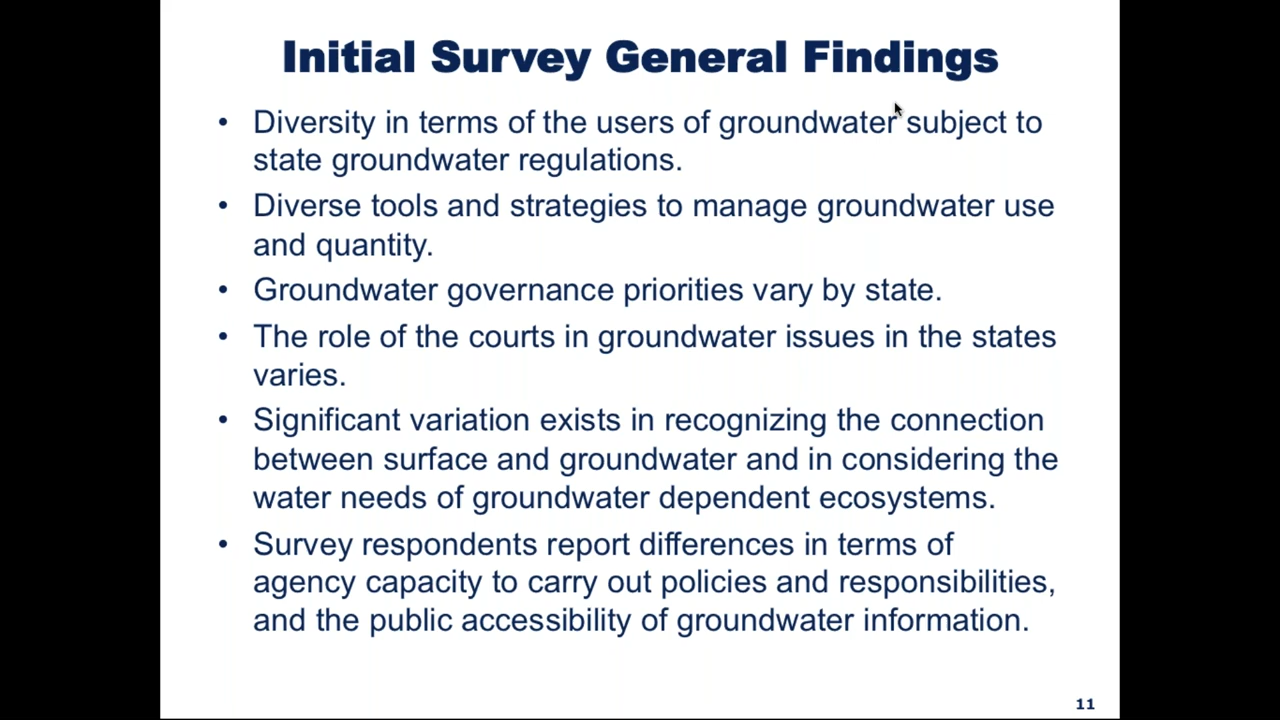 Initial Survey General Findings
• Diversity in terms of the users of groundwater subject to
state groundwater regulations.
• Diverse tools and strategies to manage groundwater use
and quantity.
• Groundwater governance priorities vary by state.
• The role of the courts in groundwater issues in the states
varies.
• Significant variation exists in recognizing the connection
between surface and groundwater and in considering the
water needs of groundwater dependent ecosystems.
• Survey respondents report differences in terms of
agency capacity to carry out policies and responsibilities,
and the public accessibility of groundwater information.
11